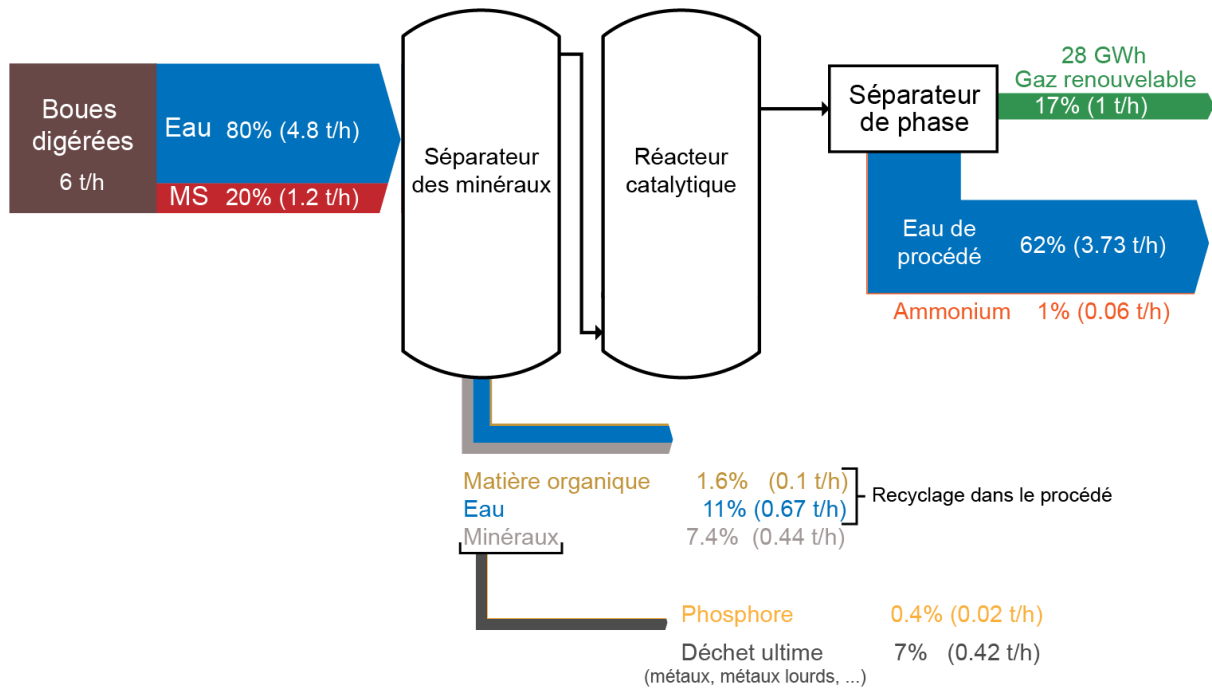 Boues
digérées
6 t/h
Eau 80% (4.8 t/h)
MS 20% (1.2 t/h)
Séparateur
des minéraux
Réacteur
catalytique
Séparateur
de phase
28 GWh
Gaz renouvelable
17% (1 t/h)
Eau de
procédé
62% (3.73 t/h)
Ammonium 1% (0.06 t/h)
Matière organique 1.6% (0.1 t/h)
Eau 11% (0.67 t/h)
Minéraux 7.4% (0.44 t/h)
Recyclage dans le procédé
Phosphore 0.4% (0.02 t/h)
Déchet ultime 7% (0.42 t/h)
(métaux, métaux lourds, ...)